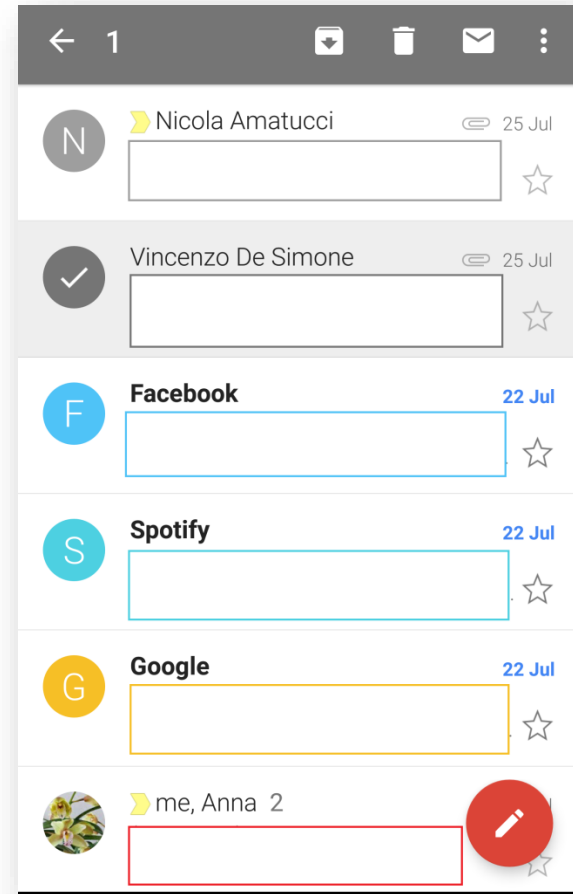 1
N
Nicola Amatucci
25 Jul
Vincenzo De Simone
25 Jul
F
Facebook
22 Jul
S
Spotify
22 Jul
G
Google
22 Jul
me, Anna 2